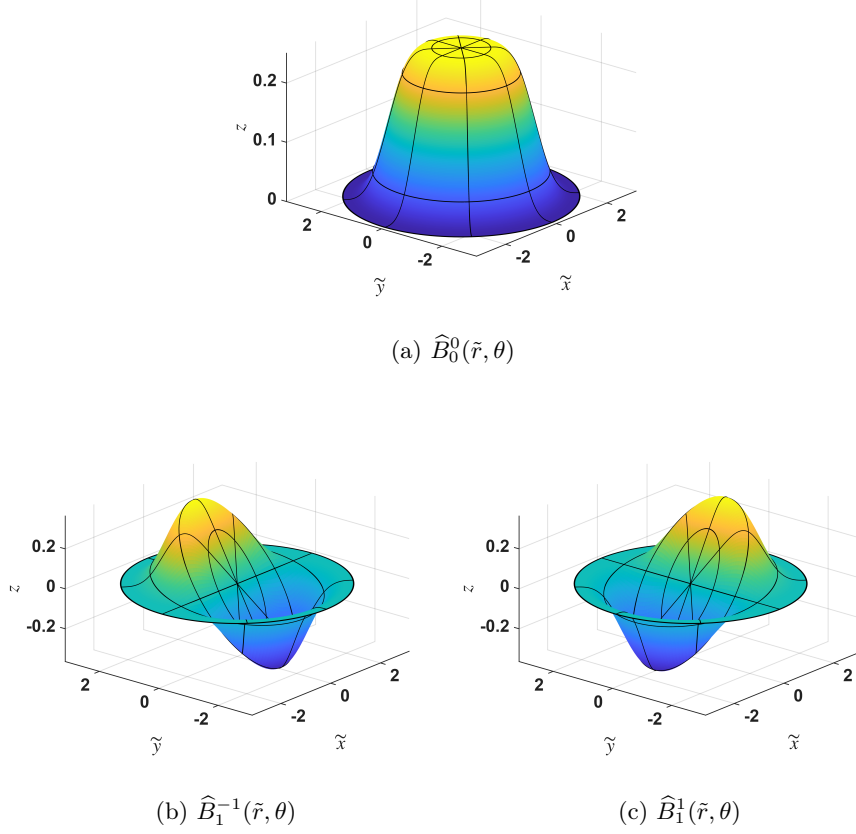 0.2
0.1
0
z
2
0
-2
ỹ
-2
0
2
x̃
(a) B̂₀⁰(r̃, θ)
0.2
0
-0.2
z
2
0
-2
ỹ
-2
0
2
x̃
(b) B̂₁⁻¹(r̃, θ)
0.2
0
-0.2
z
2
0
-2
ỹ
-2
0
2
x̃
(c) B̂₁¹(r̃, θ)